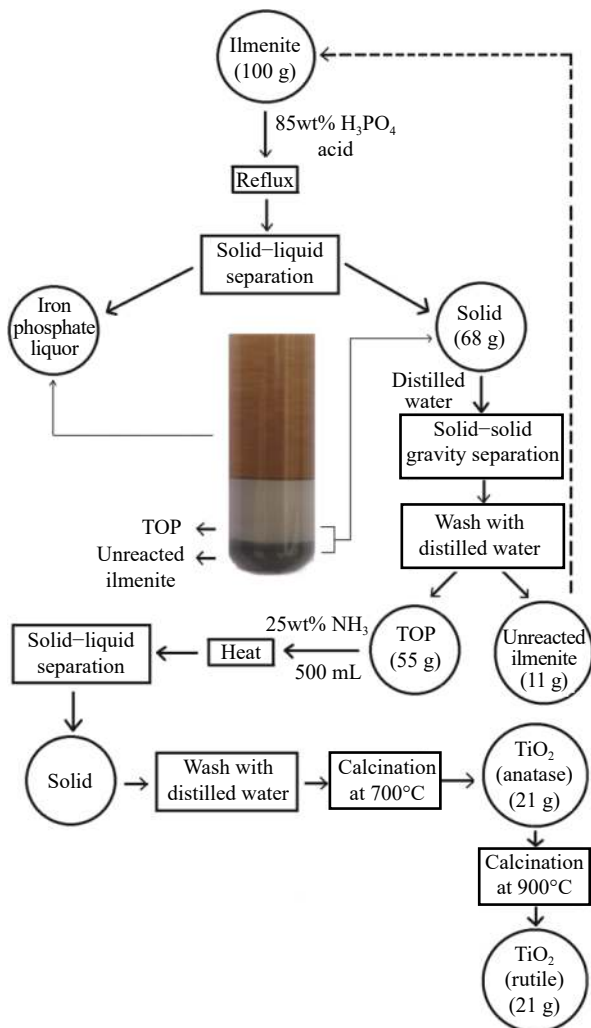 Ilmenite
(100 g)
85wt% H₃PO₄
acid
Reflux
Solid−liquid
separation
Iron
phosphate
liquor
Solid
(68 g)
Distilled
water
Solid−solid
gravity separation
Wash with
distilled water
TOP
Unreacted
ilmenite
TOP
(55 g)
Unreacted
ilmenite
(11 g)
25wt% NH₃
500 mL
Heat
Solid−liquid
separation
Solid
Wash with
distilled water
Calcination
at 700°C
TiO₂
(anatase)
(21 g)
Calcination
at 900°C
TiO₂
(rutile)
(21 g)